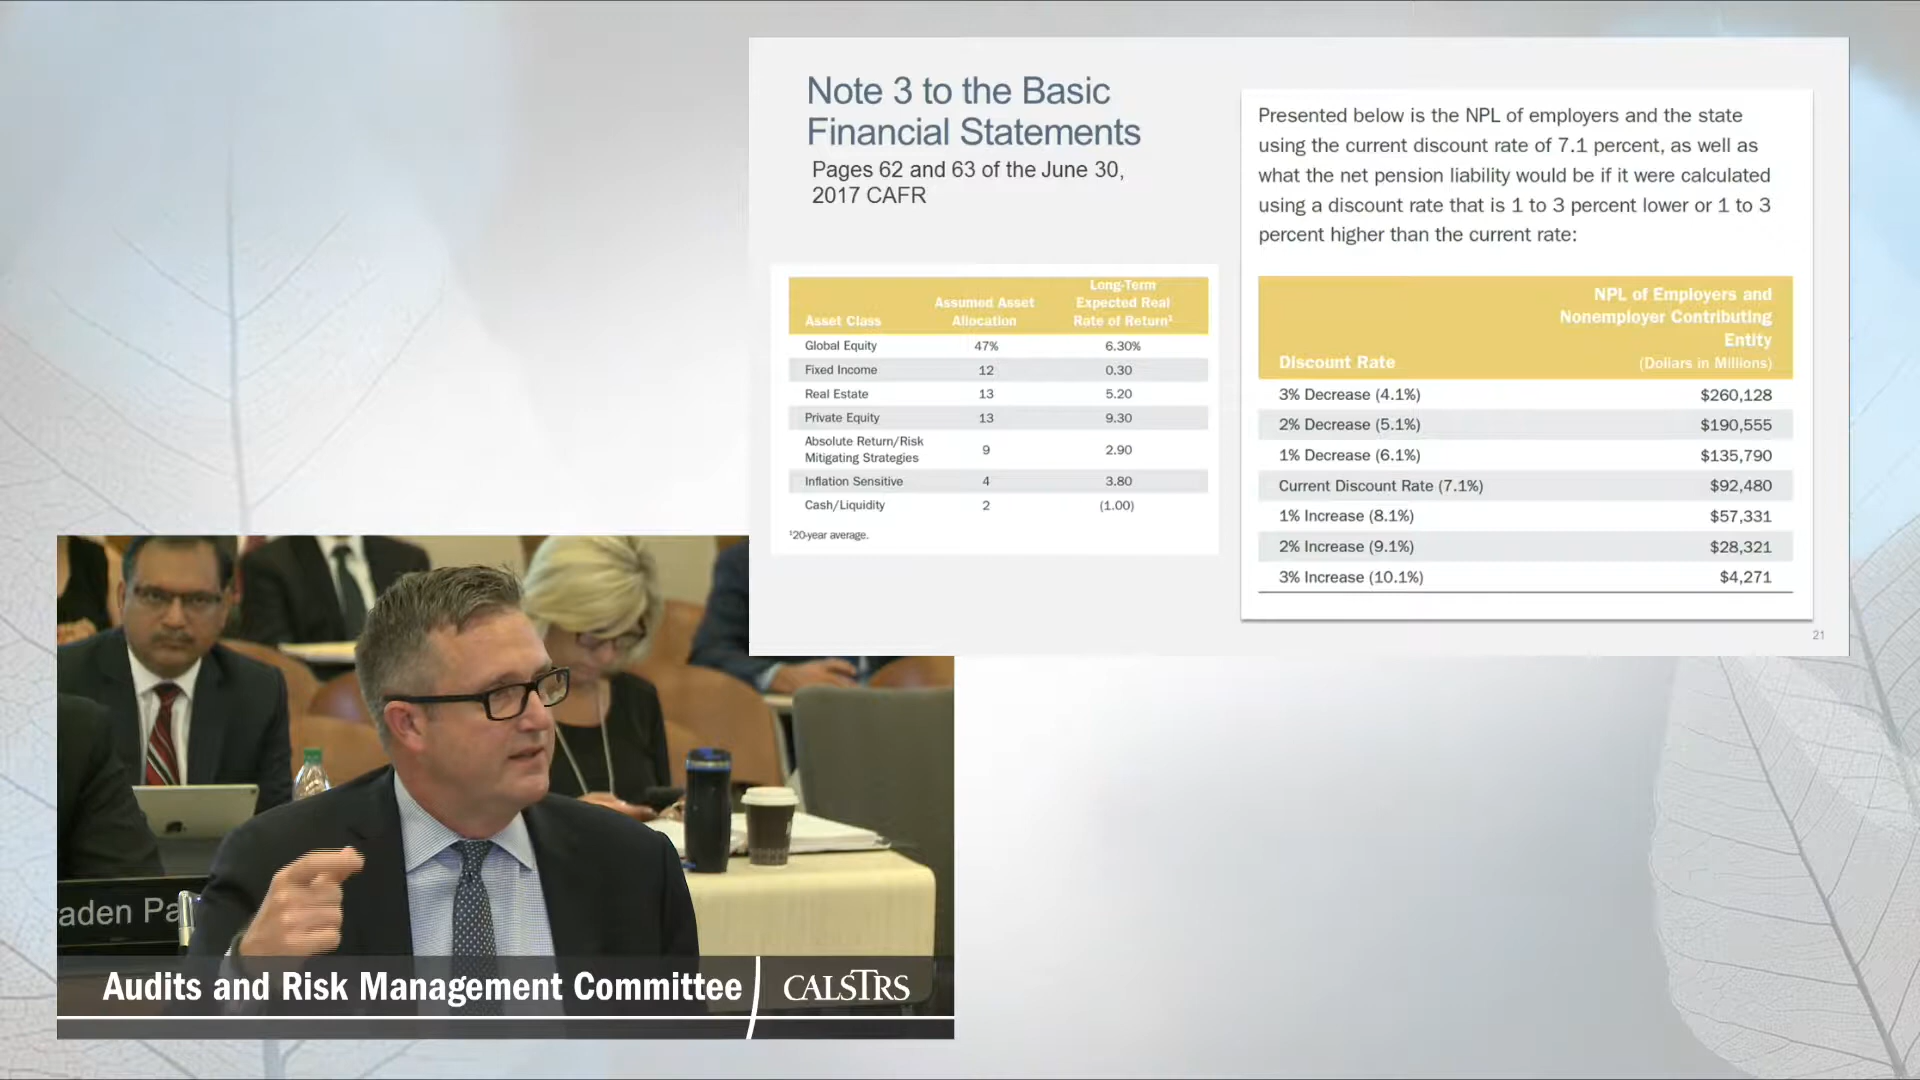 Note 3 to the Basic
Financial Statements
Pages 62 and 63 of the June 30,
2017 CAFR
Asset Class Assumed Asset Allocation Long-Term Expected Real Rate of Return¹
Global Equity 47% 6.30%
Fixed Income 12 0.30
Real Estate 13 5.20
Private Equity 13 9.30
Absolute Return/Risk
Mitigating Strategies 9 2.90
Inflation Sensitive 4 3.80
Cash/Liquidity 2 (1.00)
¹20-year average.
Presented below is the NPL of employers and the state
using the current discount rate of 7.1 percent, as well as
what the net pension liability would be if it were calculated
using a discount rate that is 1 to 3 percent lower or 1 to 3
percent higher than the current rate:
NPL of Employers and
Nonemployer Contributing
Entity
Discount Rate (Dollars in Millions)
3% Decrease (4.1%) $260,128
2% Decrease (5.1%) $190,555
1% Decrease (6.1%) $135,790
Current Discount Rate (7.1%) $92,480
1% Increase (8.1%) $57,331
2% Increase (9.1%) $28,321
3% Increase (10.1%) $4,271
21
aden Pa
Audits and Risk Management Committee CALSTRS